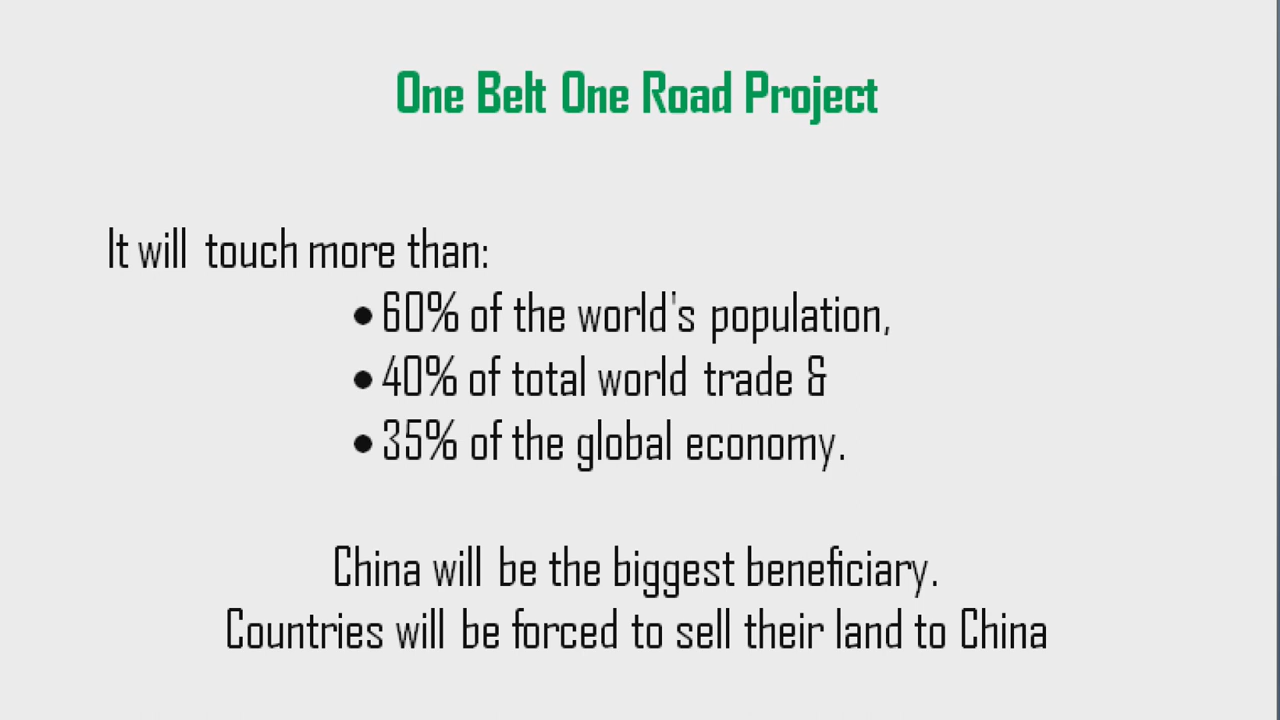 One Belt One Road Project
It will touch more than:
• 60% of the world's population,
• 40% of total world trade &
• 35% of the global economy.
China will be the biggest beneficiary.
Countries will be forced to sell their land to China